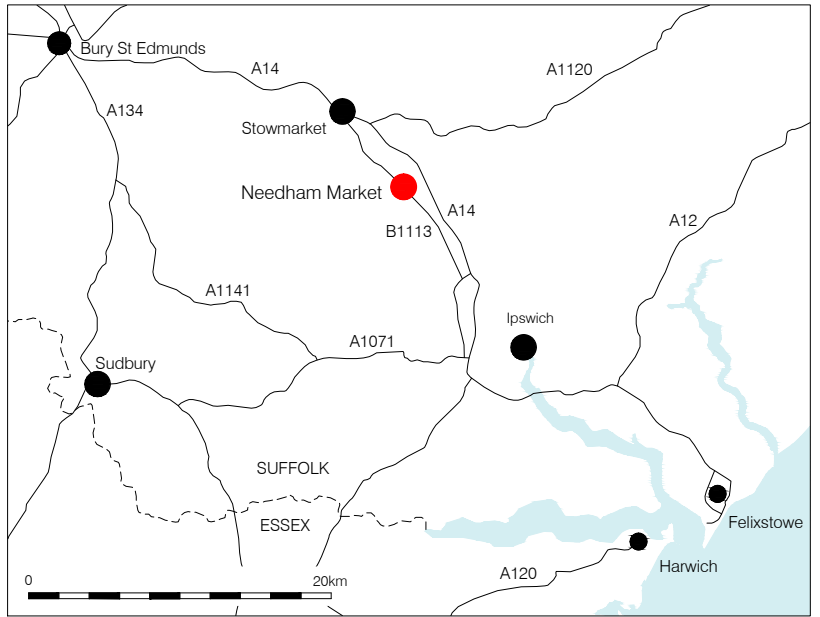 Bury St Edmunds
A14
A1120
A134
Stowmarket
Needham Market
A14
A12
B1113
A1141
Ipswich
A1071
Sudbury
SUFFOLK
ESSEX
Felixstowe
Harwich
A120
0
20km